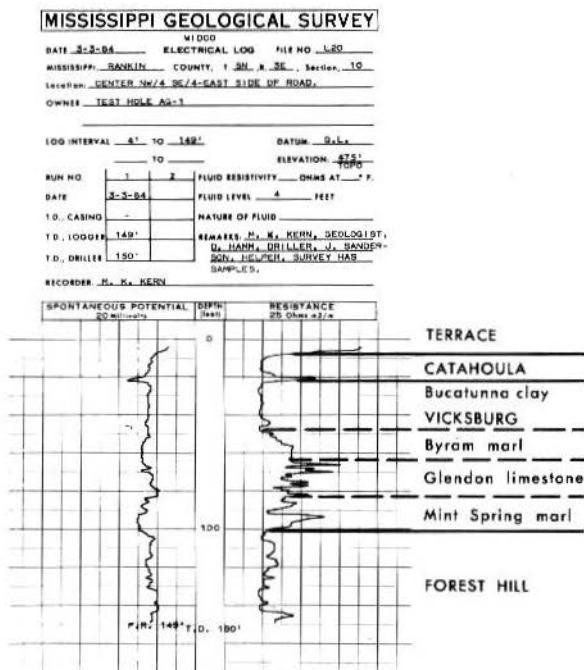 MISSISSIPPI GEOLOGICAL SURVEY
MIDCO
DATE 3-3-64 ELECTRICAL LOG FILE NO L20
MISSISSIPPI, RANKIN COUNTY, T 5N R 3E, Section, 10
Location: CENTER NW/4 SE/4-EAST SIDE OF ROAD.
OWNER TEST HOLE AG-1
LOG INTERVAL 4' TO 149' DATUM G.L.
TO ELEVATION 475' TOPO
RUN NO. 1 2 FLUID RESISTIVITY OHMS AT °F.
DATE 3-3-64 FLUID LEVEL 4 FEET
T.D., CASING - NATURE OF FLUID
T.D., LOGGER 149' REMARKS: M. K. KERN, GEOLOGIST,
D. HAMM, DRILLER, J. SANDER-
T.D., DRILLER 150' SON, HELPER, SURVEY HAS
SAMPLES.
RECORDER M. K. KERN
SPONTANEOUS POTENTIAL DEPTH RESISTANCE
20 millivolts (feet) 25 Ohms m2/m
0
TERRACE
CATAHOULA
Bucatunna clay
VICKSBURG
Byram marl
Glendon limestone
Mint Spring marl
100
FOREST HILL
F.R. 149' T.D. 150'